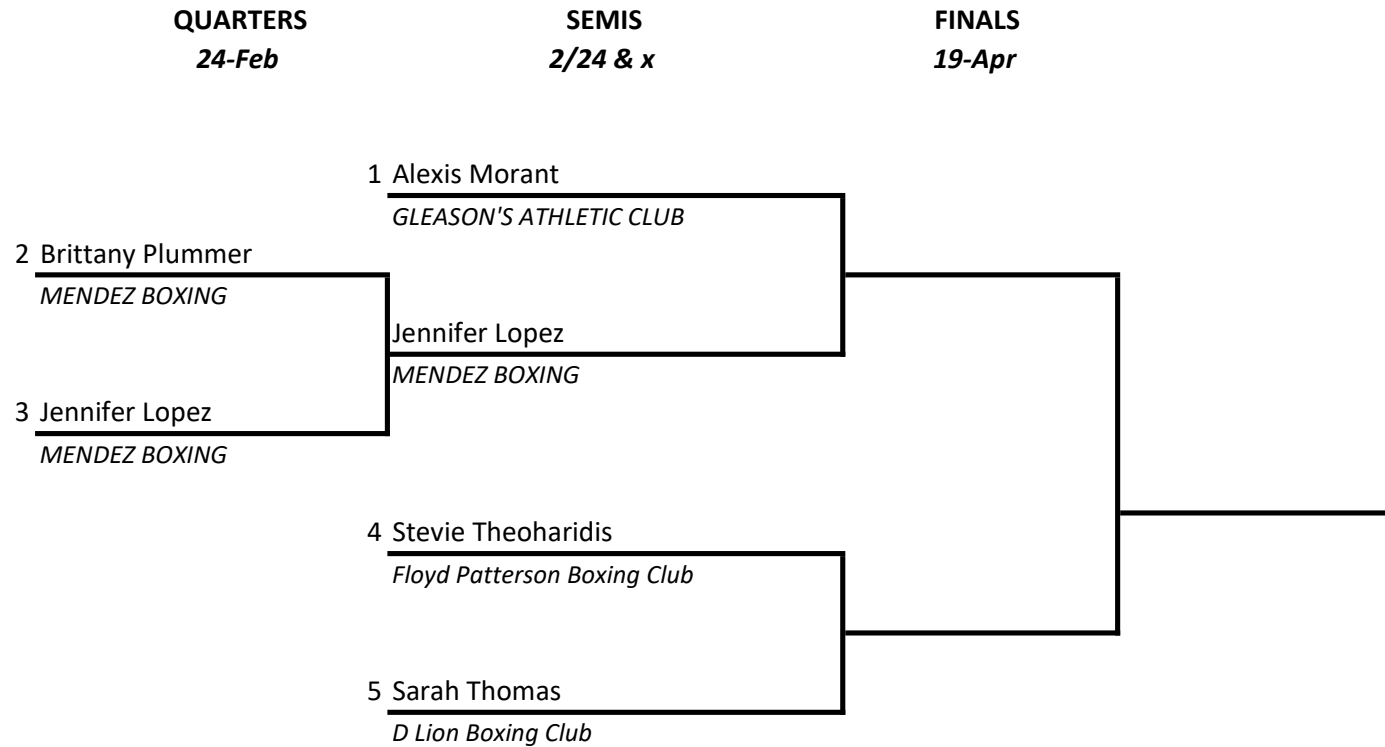 QUARTERS SEMIS FINALS
24-Feb 2/24 & x 19-Apr
1 Alexis Morant
GLEASON'S ATHLETIC CLUB
2 Brittany Plummer
MENDEZ BOXING
Jennifer Lopez
MENDEZ BOXING
3 Jennifer Lopez
MENDEZ BOXING
4 Stevie Theoharidis
Floyd Patterson Boxing Club
5 Sarah Thomas
D Lion Boxing Club